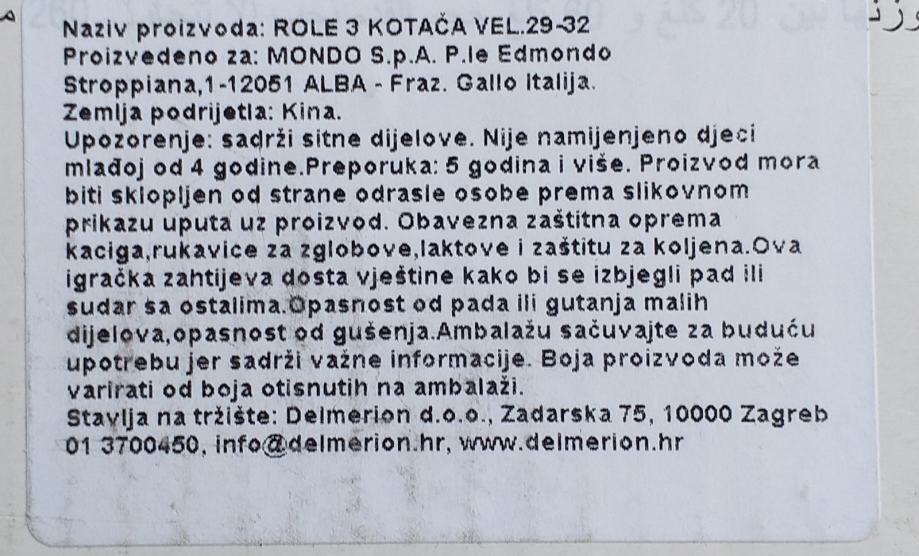 Naziv proizvoda: ROLE 3 KOTAČA VEL.29-32
Proizvedeno za: MONDO S.p.A. P.le Edmondo
Stroppiana,1-12051 ALBA - Fraz. Gallo Italija.
Zemlja podrijetla: Kina.
Upozorenje: sadrži sitne dijelove. Nije namijenjeno djeci
mlađoj od 4 godine.Preporuka: 5 godina i više. Proizvod mora
biti sklopljen od strane odrasle osobe prema slikovnom
prikazu uputa uz proizvod. Obavezna zaštitna oprema
kaciga,rukavice za zglobove,laktove i zaštitu za koljena.Ova
igračka zahtijeva dosta vještine kako bi se izbjegli pad ili
sudar sa ostalima.Opasnost od pada ili gutanja malih
dijelova,opasnost od gušenja.Ambalažu sačuvajte za buduću
upotrebu jer sadrži važne informacije. Boja proizvoda može
varirati od boja otisnutih na ambalaži.
Stavlja na tržište: Delmerion d.o.o., Zadarska 75, 10000 Zagreb
01 3700450, info@delmerion.hr, www.delmerion.hr